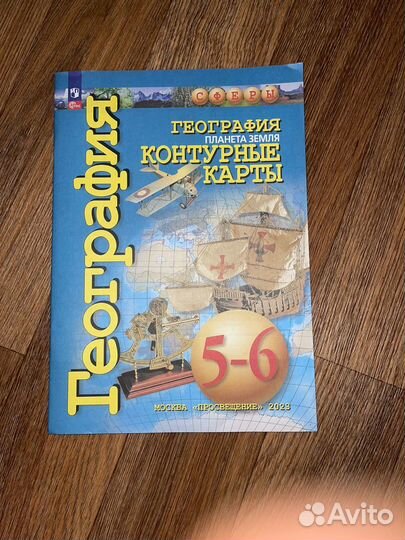 СФЕРЫ
География
ГЕОГРАФИЯ
ПЛАНЕТА ЗЕМЛЯ
КОНТУРНЫЕ
КАРТЫ
5-6
МОСКВА «ПРОСВЕЩЕНИЕ» 2023
Avito